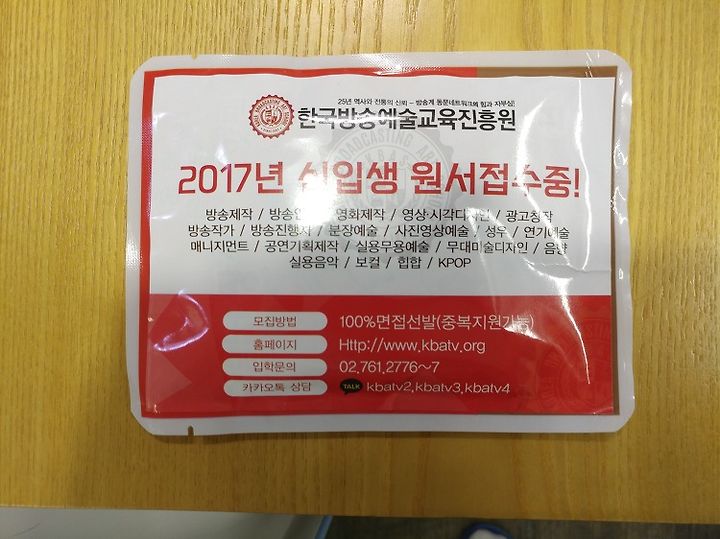 25년 역사와 전통의 신뢰 - 방송계 동문네트워크의 힘과 자부심!
한국방송예술교육진흥원
2017년 신입생 원서접수중!
방송제작 / 방송연예 / 영화제작 / 영상·시각디자인 / 광고창작
방송작가 / 방송진행자 / 분장예술 / 사진영상예술 / 성우 / 연기예술
매니지먼트 / 공연기획제작 / 실용무용예술 / 무대미술디자인 / 음향
실용음악 / 보컬 / 힙합 / KPOP
모집방법 100%면접선발(중복지원가능)
홈페이지 Http://www.kbatv.org
입학문의 02.761.2776~7
카카오톡 상담 TALK kbatv2,kbatv3,kbatv4